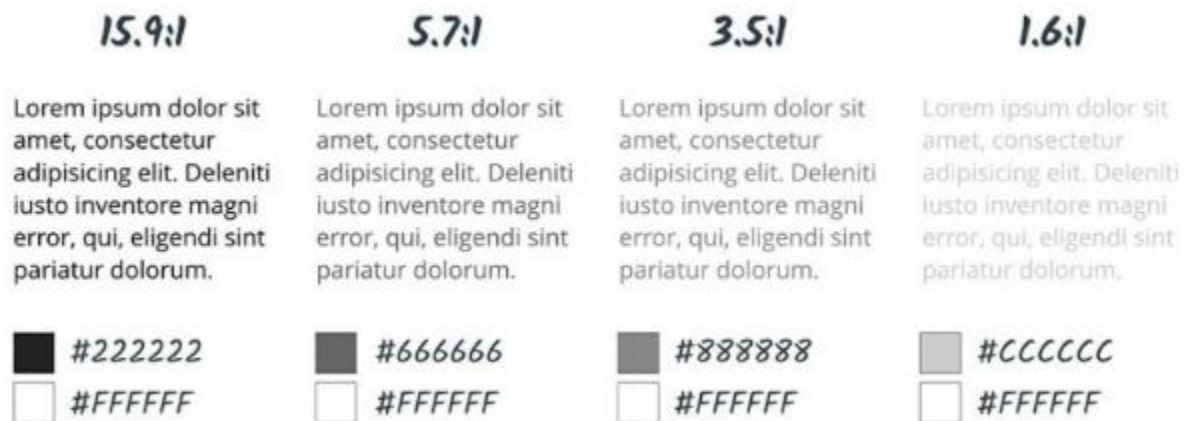 15.9:1
Lorem ipsum dolor sit
amet, consectetur
adipisicing elit. Deleniti
iusto inventore magni
error, qui, eligendi sint
pariatur dolorum.
#222222
#FFFFFF
5.7:1
Lorem ipsum dolor sit
amet, consectetur
adipisicing elit. Deleniti
iusto inventore magni
error, qui, eligendi sint
pariatur dolorum.
#666666
#FFFFFF
3.5:1
Lorem ipsum dolor sit
amet, consectetur
adipisicing elit. Deleniti
iusto inventore magni
error, qui, eligendi sint
pariatur dolorum.
#888888
#FFFFFF
1.6:1
Lorem ipsum dolor sit
amet, consectetur
adipisicing elit. Deleniti
iusto inventore magni
error, qui, eligendi sint
pariatur dolorum.
#CCCCCC
#FFFFFF